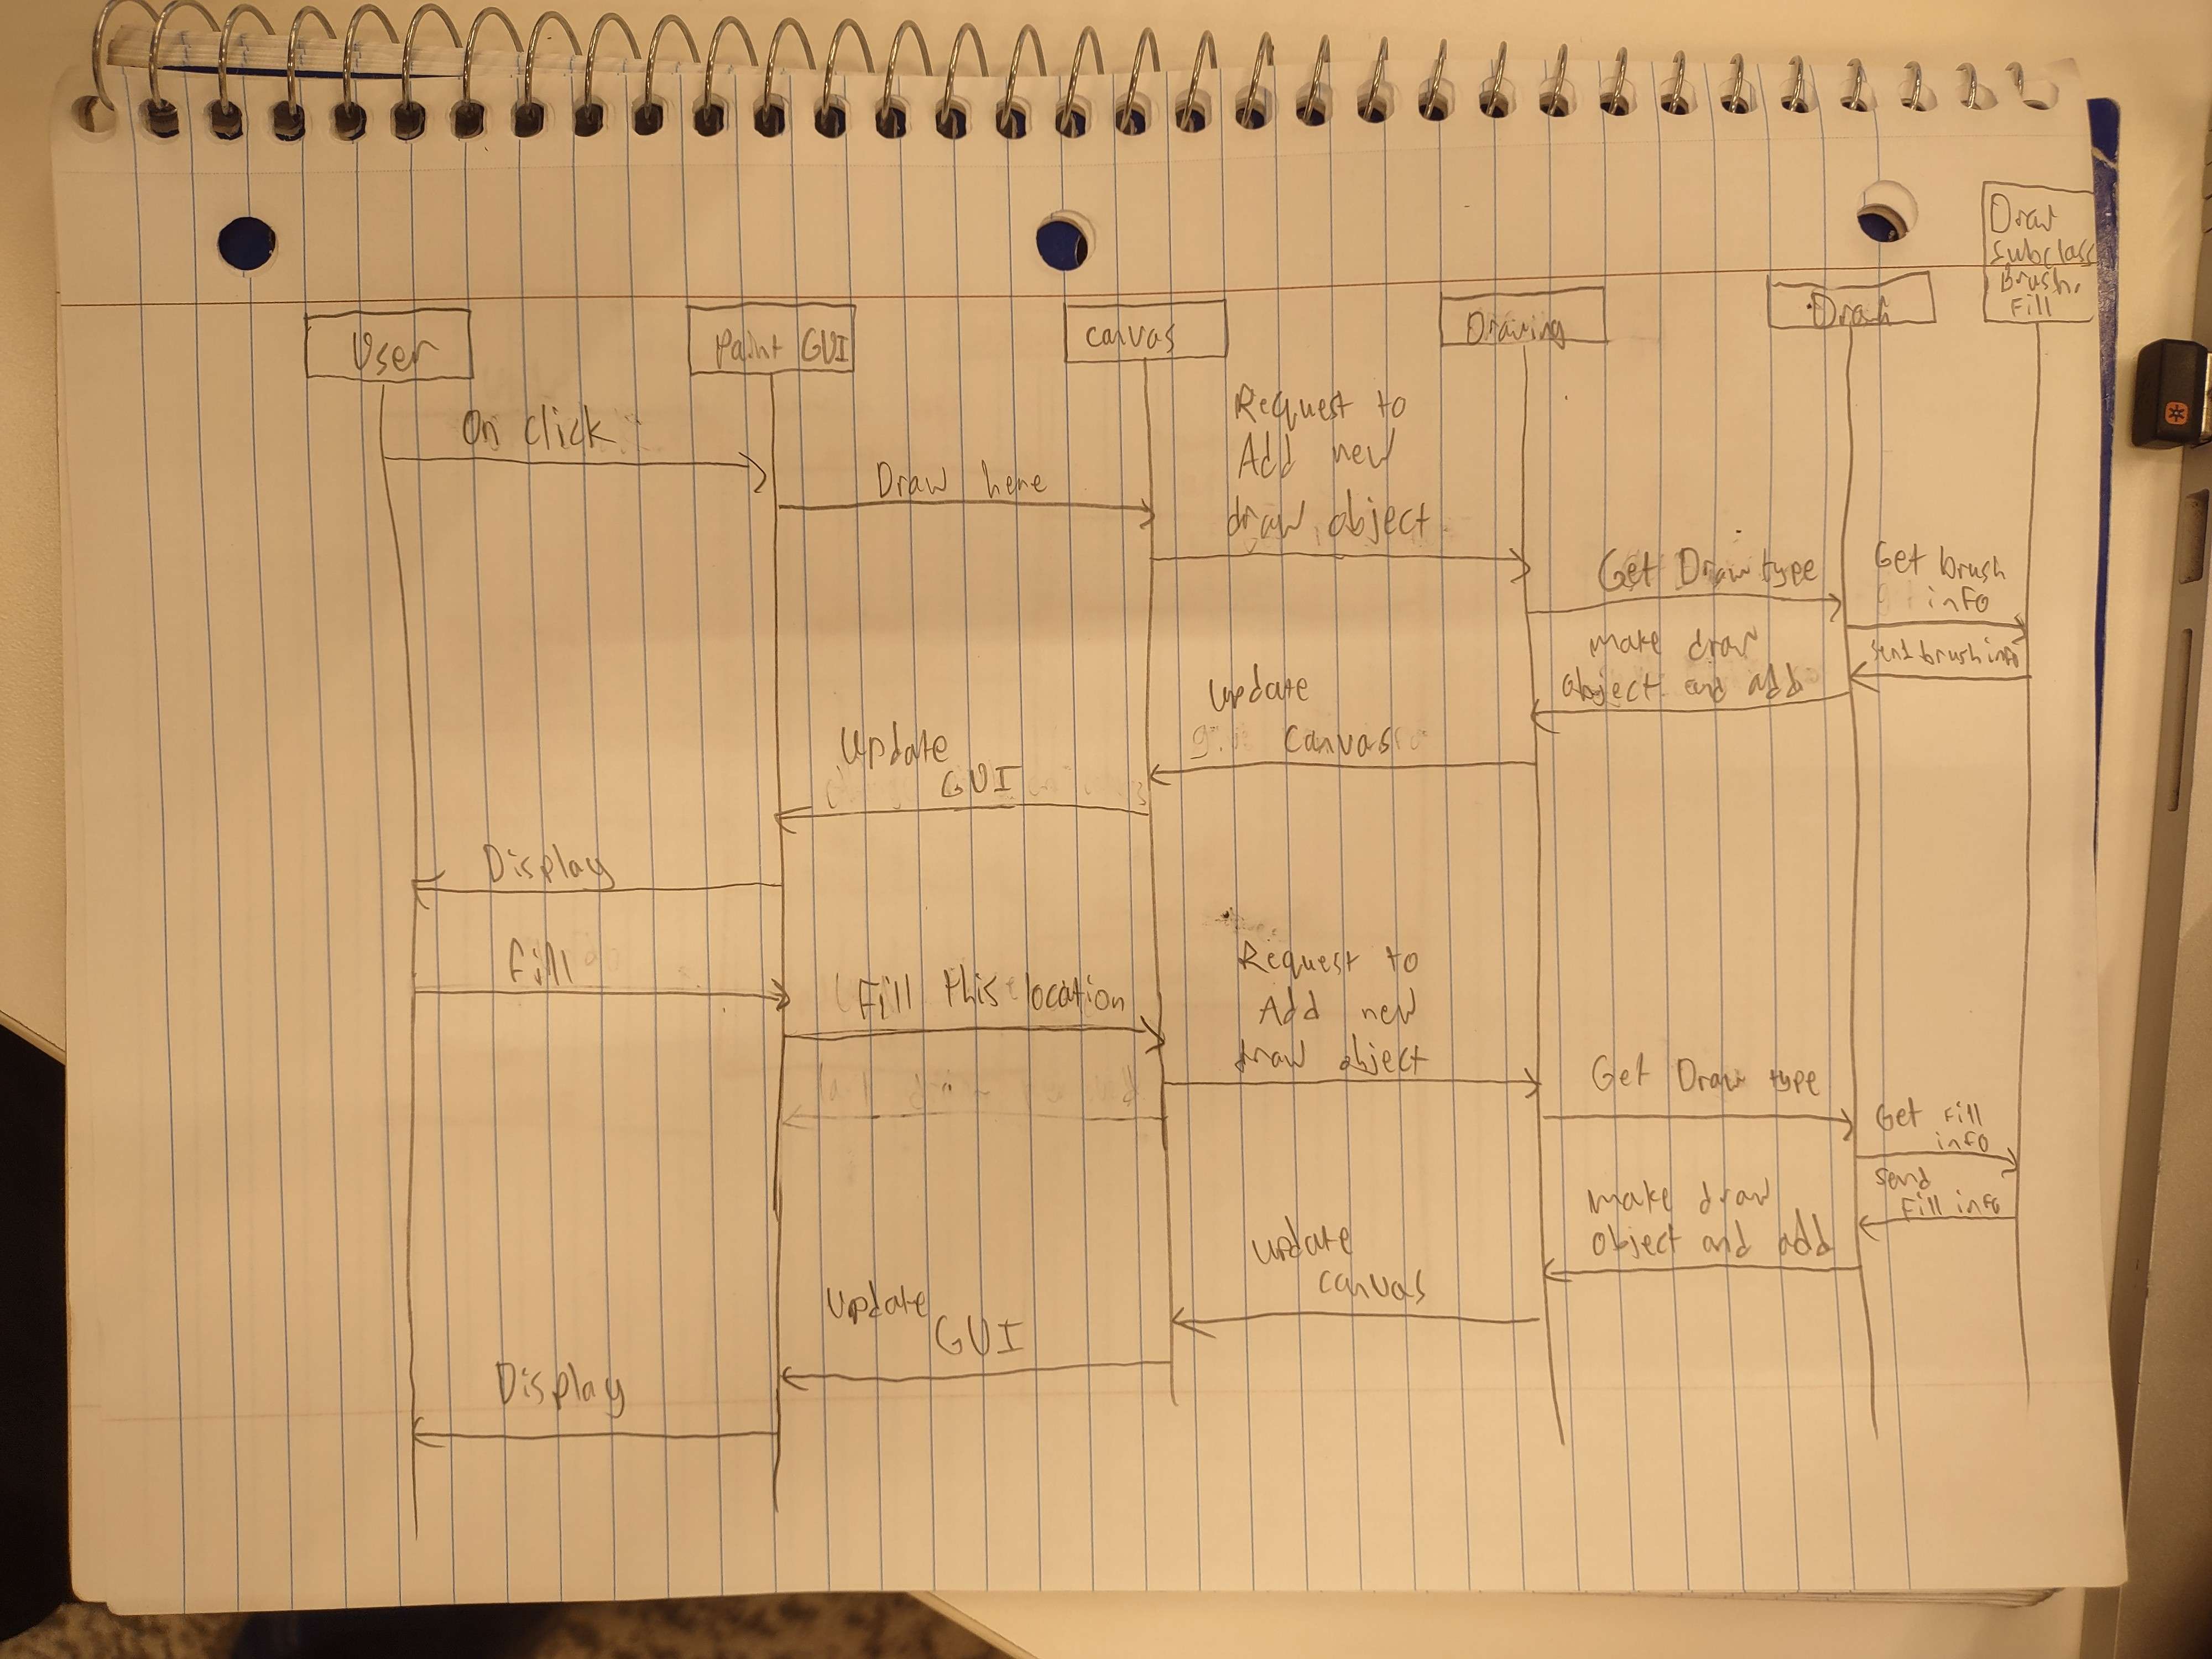 Draw
subclass
Brush,
Fill
User
Paint GUI
canvas
Drawing
Draw
On click
Draw here
Request to
Add new
draw object
Get Draw type
Get brush
info
send brush info
make draw
object and add
update
canvas
update
GUI
Display
fill
Fill this location
Request to
Add new
draw object
Get Draw type
Get Fill
info
send
Fill info
make draw
object and add
update
canvas
update
GUI
Display